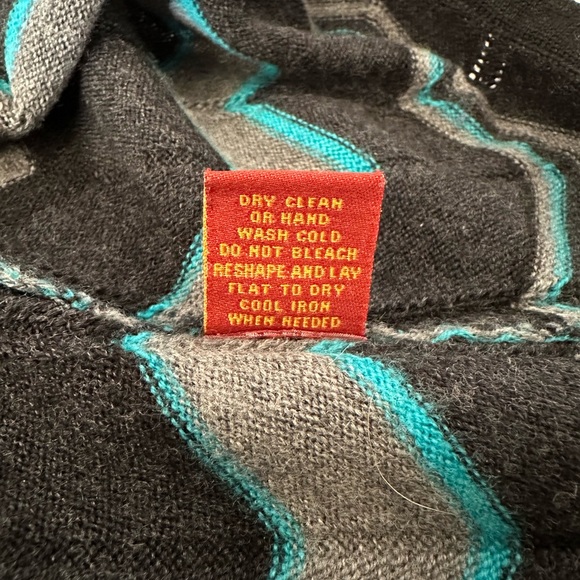 DRY CLEAN
OR HAND
WASH COLD
DO NOT BLEACH
RESHAPE AND LAY
FLAT TO DRY
COOL IRON
WHEN NEEDED